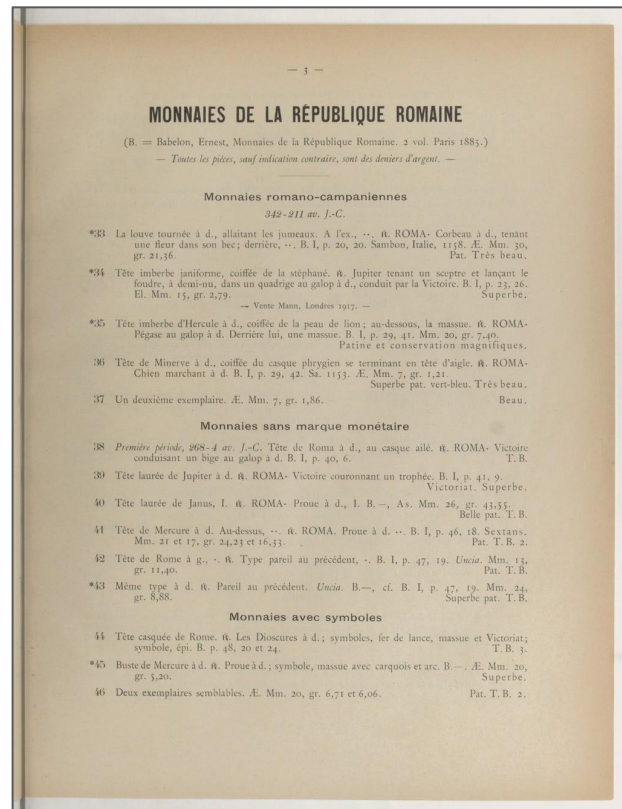 — 3 —
MONNAIES DE LA RÉPUBLIQUE ROMAINE
(B. = Babelon, Ernest, Monnaies de la République Romaine. 2 vol. Paris 1885.)
— Toutes les pièces, sauf indication contraire, sont des deniers d'argent. —
Monnaies romano-campaniennes
342-211 av. J.-C.
*33 La louve tournée à d., allaitant les jumeaux. A l'ex., ··. ℟. ROMA· Corbeau à d., tenant
une fleur dans son bec; derrière, ··. B. I, p. 20, 20. Sambon, Italie, 1158. Æ. Mm. 30,
gr. 21,36. Pat. Très beau.
*34 Tête imberbe janiforme, coiffée de la stéphané. ℟. Jupiter tenant un sceptre et lançant le
foudre, à demi-nu, dans un quadrige au galop à d., conduit par la Victoire. B. I, p. 23, 26.
El. Mm. 15, gr. 2,79. Superbe.
— Vente Mann, Londres 1917. —
*35 Tête imberbe d'Hercule à d., coiffée de la peau de lion; au-dessous, la massue. ℟. ROMA·
Pégase au galop à d. Derrière lui, une massue. B. I, p. 29, 41. Mm. 20, gr. 7,40.
Patine et conservation magnifiques.
36 Tête de Minerve à d., coiffée du casque phrygien se terminant en tête d'aigle. ℟. ROMA·
Chien marchant à d. B. I, p. 29, 42. Sa. 1153. Æ. Mm. 7, gr. 1,21.
Superbe pat. vert-bleu. Très beau.
37 Un deuxième exemplaire. Æ. Mm. 7, gr. 1,86. Beau.
Monnaies sans marque monétaire
38 Première période, 268-4 av. J.-C. Tête de Roma à d., au casque ailé. ℟. ROMA· Victoire
conduisant un bige au galop à d. B. I, p. 40, 6. T. B.
39 Tête laurée de Jupiter à d. ℟. ROMA· Victoire couronnant un trophée. B. I, p. 41, 9.
Victoriat. Superbe.
40 Tête laurée de Janus, I. ℟. ROMA· Proue à d., I. B.—, As. Mm. 26, gr. 43,55.
Belle pat. T. B.
41 Tête de Mercure à d. Au-dessus, ··. ℟. ROMA. Proue à d. ··. B. I, p. 46, 18. Sextans.
Mm. 21 et 17, gr. 24,23 et 16,33. Pat. T. B. 2.
42 Tête de Rome à g., ·. ℟. Type pareil au précédent, ·. B. I, p. 47, 19. Uncia. Mm. 13,
gr. 11,40. Pat. T. B.
*43 Même type à d. ℟. Pareil au précédent. Uncia. B.—, cf. B. I, p. 47, 19. Mm. 24,
gr. 8,88. Superbe pat. T. B.
Monnaies avec symboles
44 Tête casquée de Rome. ℟. Les Dioscures à d.; symboles, fer de lance, massue et Victoriat;
symbole, épi. B. p. 48, 20 et 24. T. B. 3.
*45 Buste de Mercure à d. ℟. Proue à d.; symbole, massue avec carquois et arc. B.—. Æ. Mm. 20,
gr. 5,20. Superbe.
46 Deux exemplaires semblables. Æ. Mm. 20, gr. 6,71 et 6,06. Pat. T. B. 2.